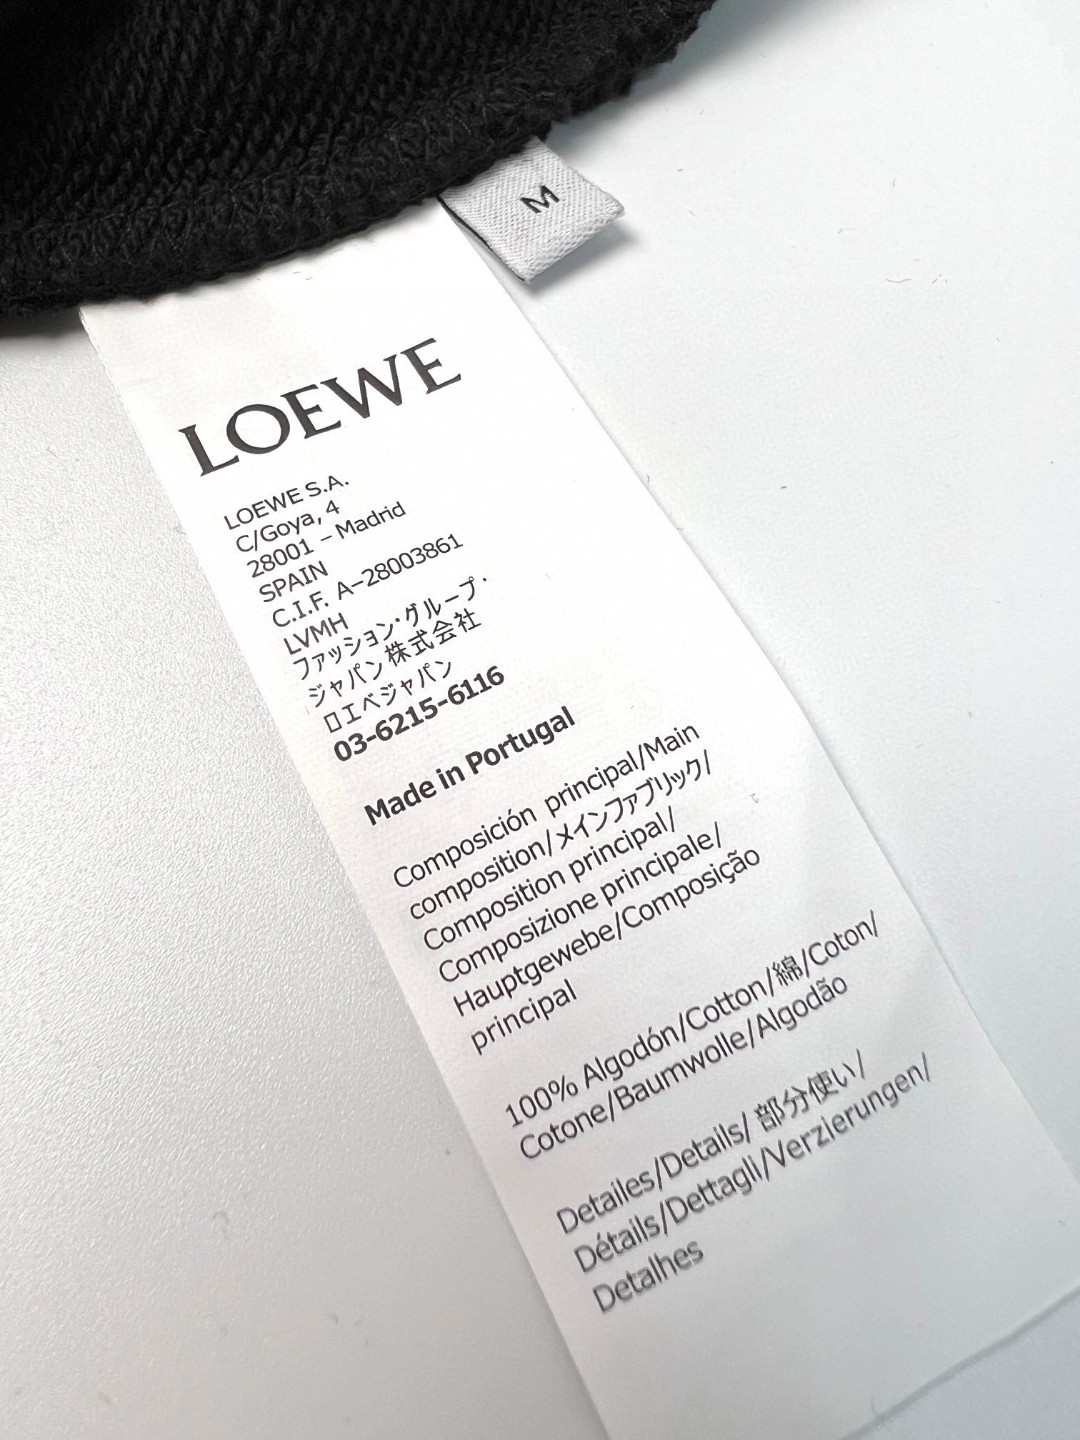 M
LOEWE
LOEWE S.A.
C/Goya, 4
28001 – Madrid
SPAIN
C.I.F. A-28003861
LVMH
ファッション・グループ・
ジャパン株式会社
ロエベジャパン
03-6215-6116
Made in Portugal
Composición principal/Main
composition/メインファブリック/
Composition principal/
Composizione principale/
Hauptgewebe/Composição
principal
100% Algodón/Cotton/綿/Coton/
Cotone/Baumwolle/Algodão
Detailes/Details/ 部分使い/
Détails/Dettagli/Verzierungen/
Detalhes